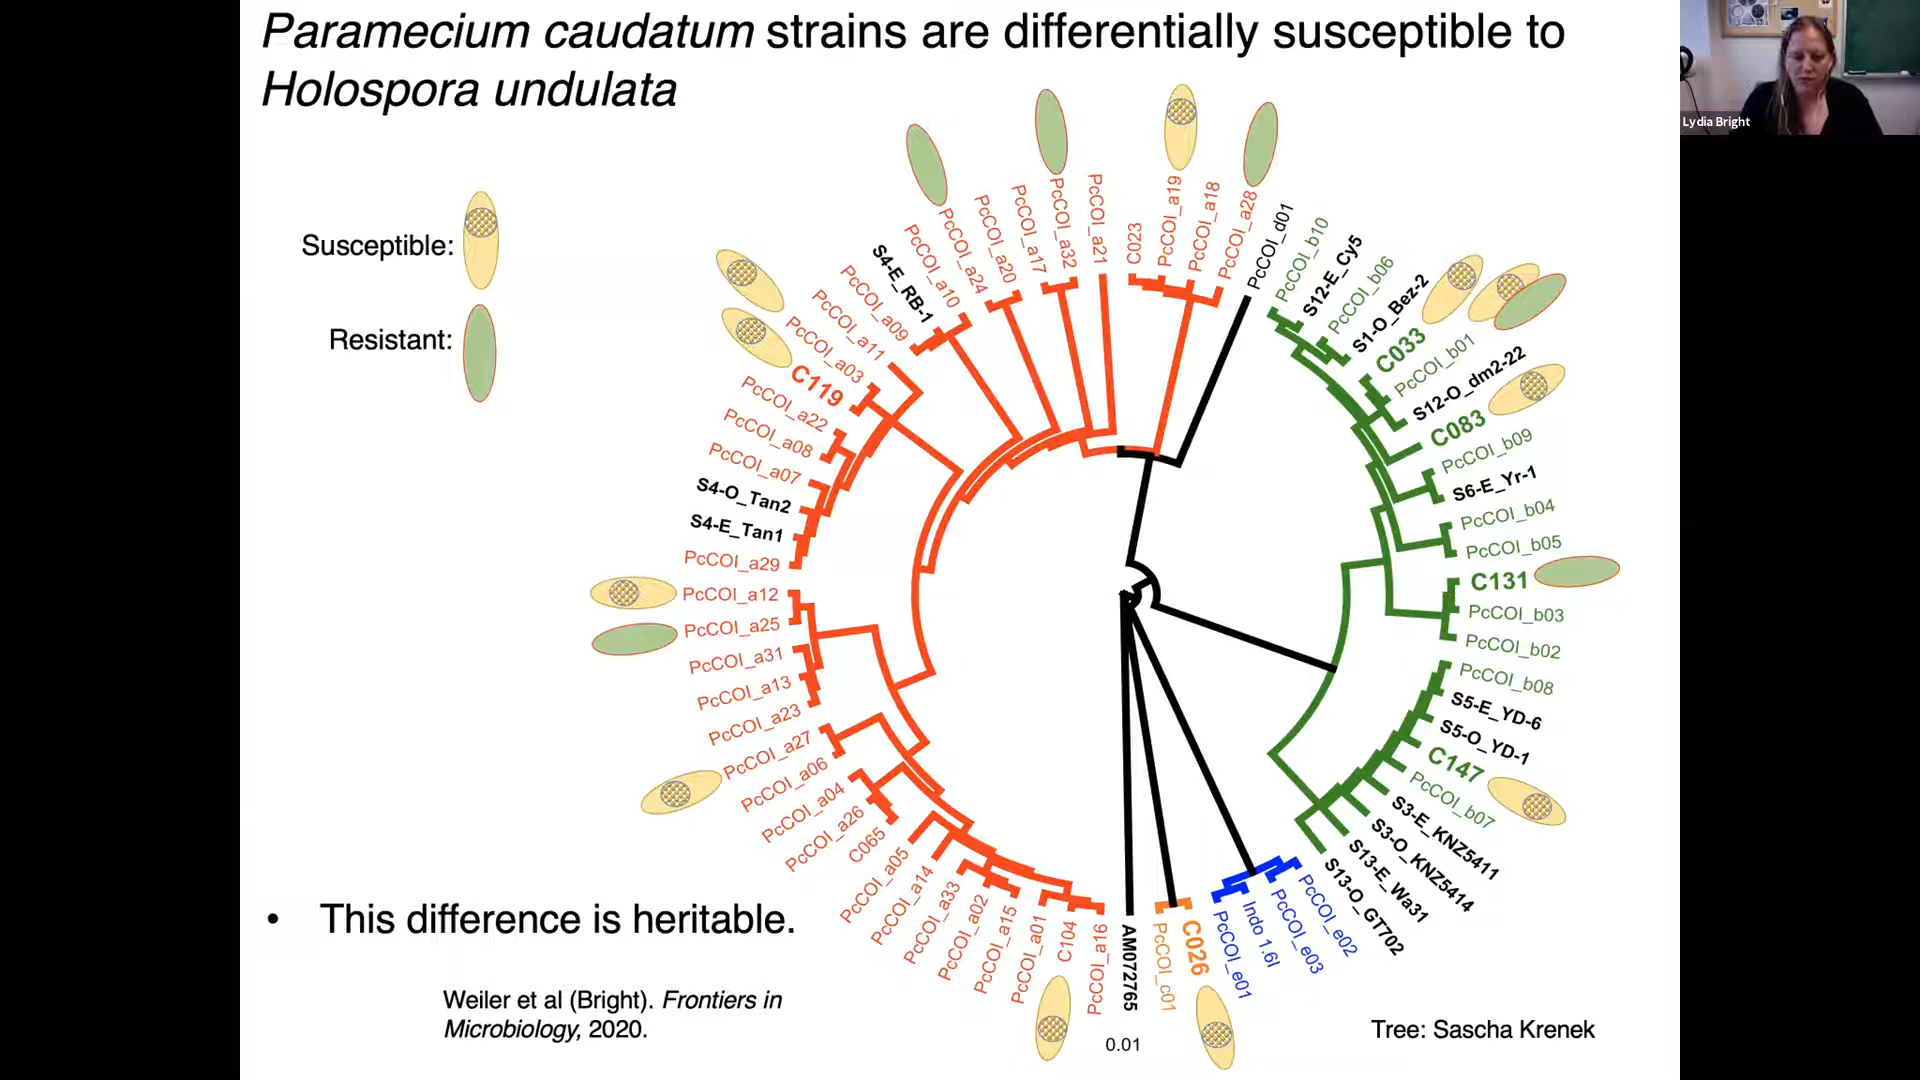 Paramecium caudatum strains are differentially susceptible to
Holospora undulata
Lydia Bright
Susceptible:
Resistant:
PcCOI_a29
S4-E_Tan1
S4-O_Tan2
PcCOI_a07
PcCOI_a08
PcCOI_a22
C119
PcCOI_a03
PcCOI_a11
PcCOI_a09
S4-E_RB-1
PcCOI_a10
PcCOI_a24
PcCOI_a20
PcCOI_a17
PcCOI_a32
PcCOI_a21
C023
PcCOI_a19
PcCOI_a18
PcCOI_a28
PcCOI_d01
PcCOI_b10
S12-E_Cy5
PcCOI_b06
S1-O_Bez-2
C033
PcCOI_b01
S12-O_dm2-22
C083
PcCOI_b09
S6-E_Yr-1
PcCOI_b04
PcCOI_b05
C131
PcCOI_b03
PcCOI_b02
PcCOI_b08
S5-E_YD-6
S5-O_YD-1
C147
PcCOI_b07
S3-E_KNZ5411
S3-O_KNZ5414
S13-E_Wa31
S13-O_GT702
PcCOI_e02
PcCOI_e03
Indo 1.6I
PcCOI_e01
C026
PcCOI_c01
AM072765
PcCOI_a16
C104
PcCOI_a01
PcCOI_a15
PcCOI_a02
PcCOI_a33
PcCOI_a14
PcCOI_a05
C065
PcCOI_a26
PcCOI_a04
PcCOI_a06
PcCOI_a27
PcCOI_a23
PcCOI_a13
PcCOI_a31
PcCOI_a25
PcCOI_a12
0.01
• This difference is heritable.
Weiler et al (Bright). Frontiers in
Microbiology, 2020.
Tree: Sascha Krenek